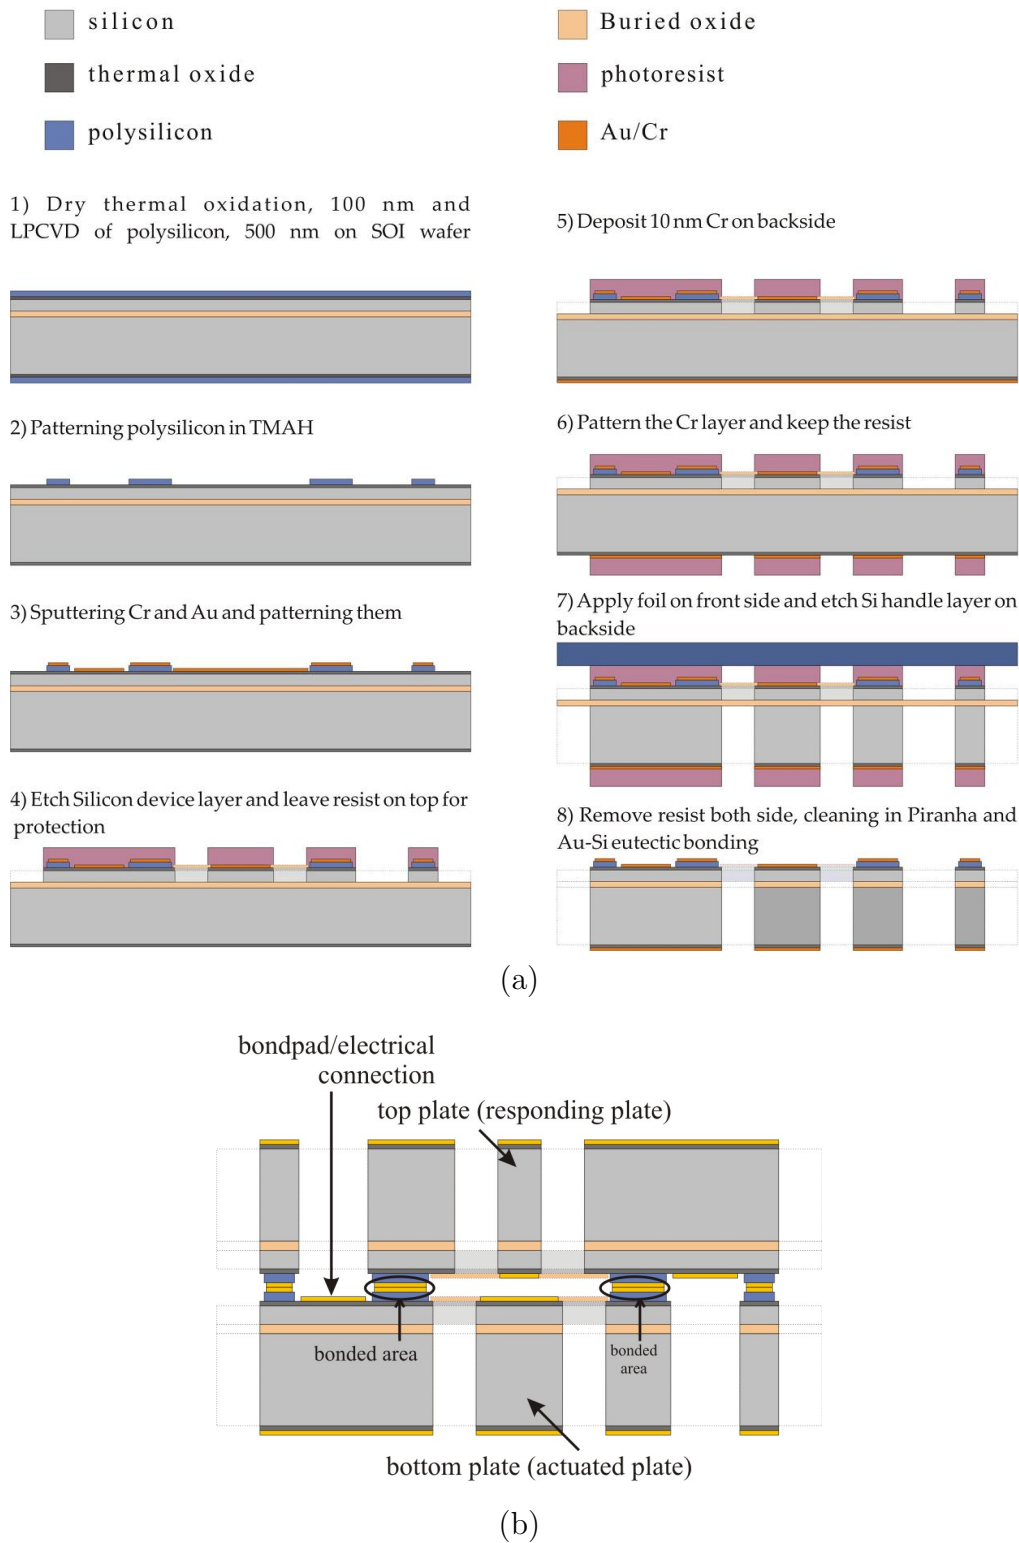 silicon
Buried oxide
thermal oxide
photoresist
polysilicon
Au/Cr
1) Dry thermal oxidation, 100 nm and
LPCVD of polysilicon, 500 nm on SOI wafer
2) Patterning polysilicon in TMAH
3) Sputtering Cr and Au and patterning them
4) Etch Silicon device layer and leave resist on top for
protection
5) Deposit 10 nm Cr on backside
6) Pattern the Cr layer and keep the resist
7) Apply foil on front side and etch Si handle layer on
backside
8) Remove resist both side, cleaning in Piranha and
Au-Si eutectic bonding
(a)
bondpad/electrical
connection
top plate (responding plate)
bonded area
bonded
area
bottom plate (actuated plate)
(b)